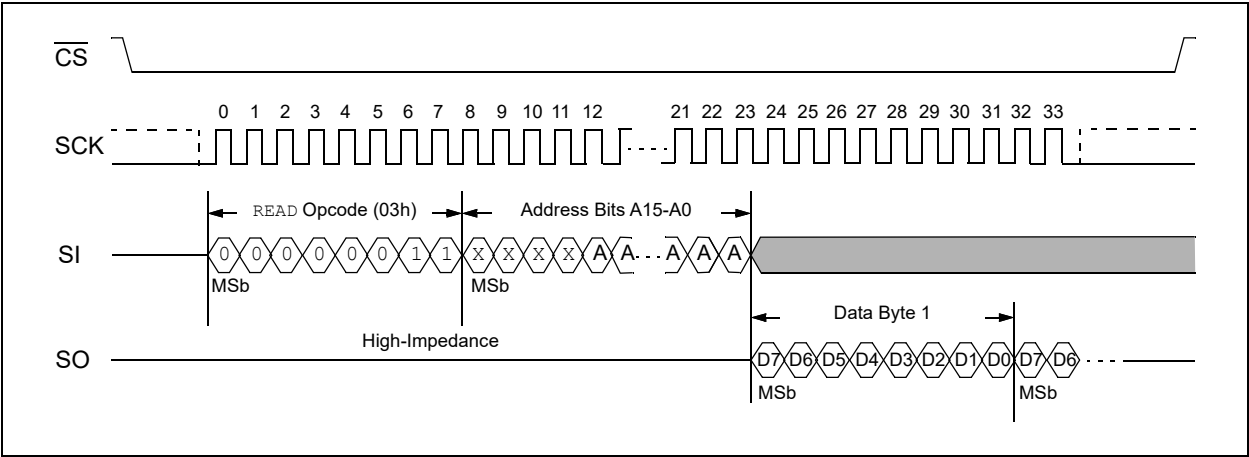 CS
0 1 2 3 4 5 6 7 8 9 10 11 12 21 22 23 24 25 26 27 28 29 30 31 32 33
SCK
READ Opcode (03h) Address Bits A15-A0
SI 0 0 0 0 0 0 1 1 X X X X A A A A A
MSb MSb
Data Byte 1
High-Impedance
SO D7 D6 D5 D4 D3 D2 D1 D0 D7 D6
MSb MSb